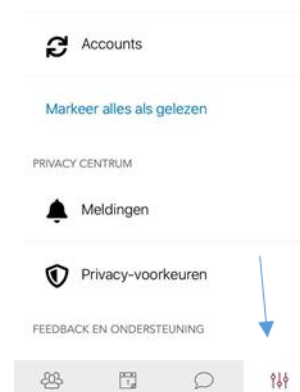 Accounts
Markeer alles als gelezen
PRIVACY CENTRUM
Meldingen
Privacy-voorkeuren
FEEDBACK EN ONDERSTEUNING